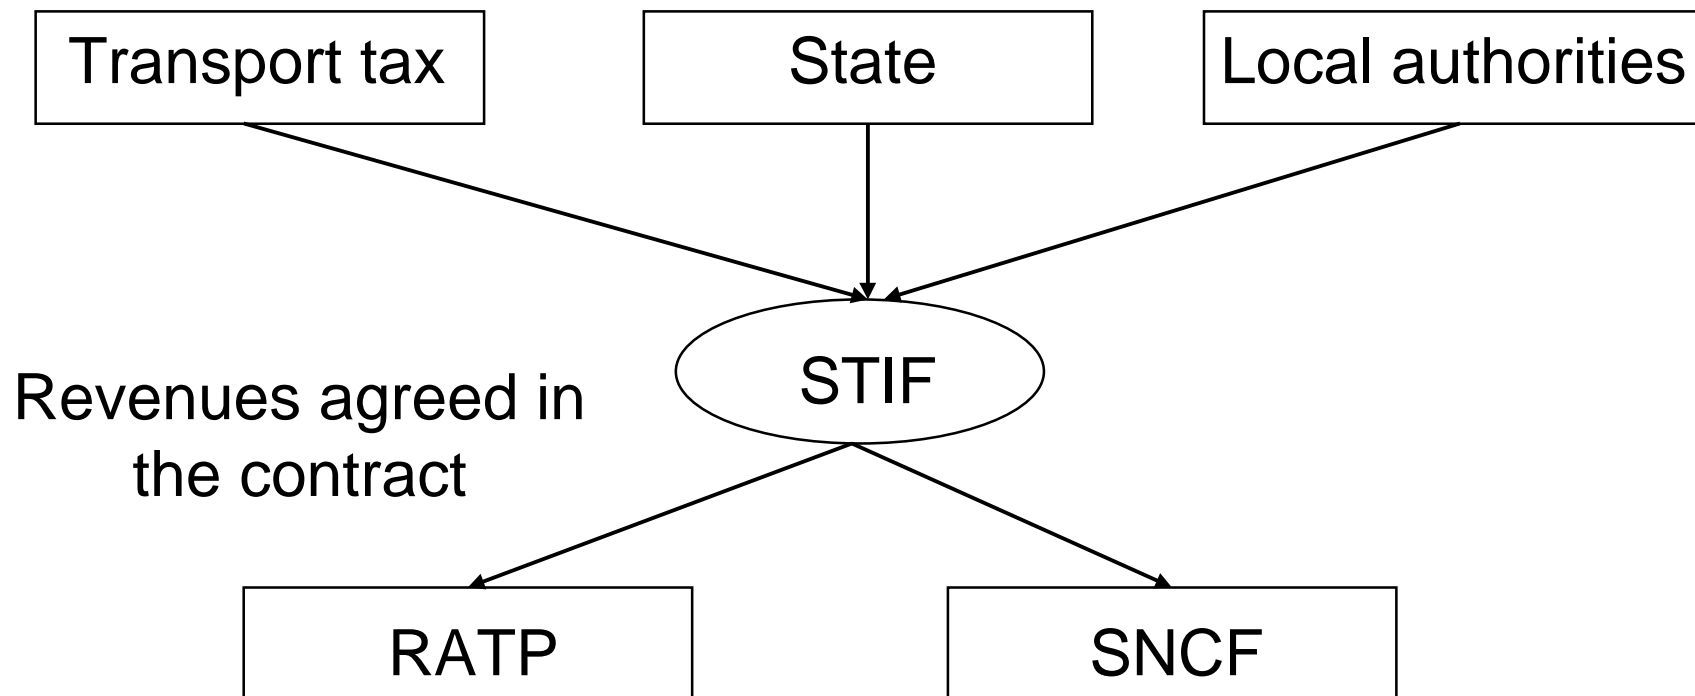 Transport tax
State
Local authorities
STIF
Revenues agreed in
the contract
RATP
SNCF